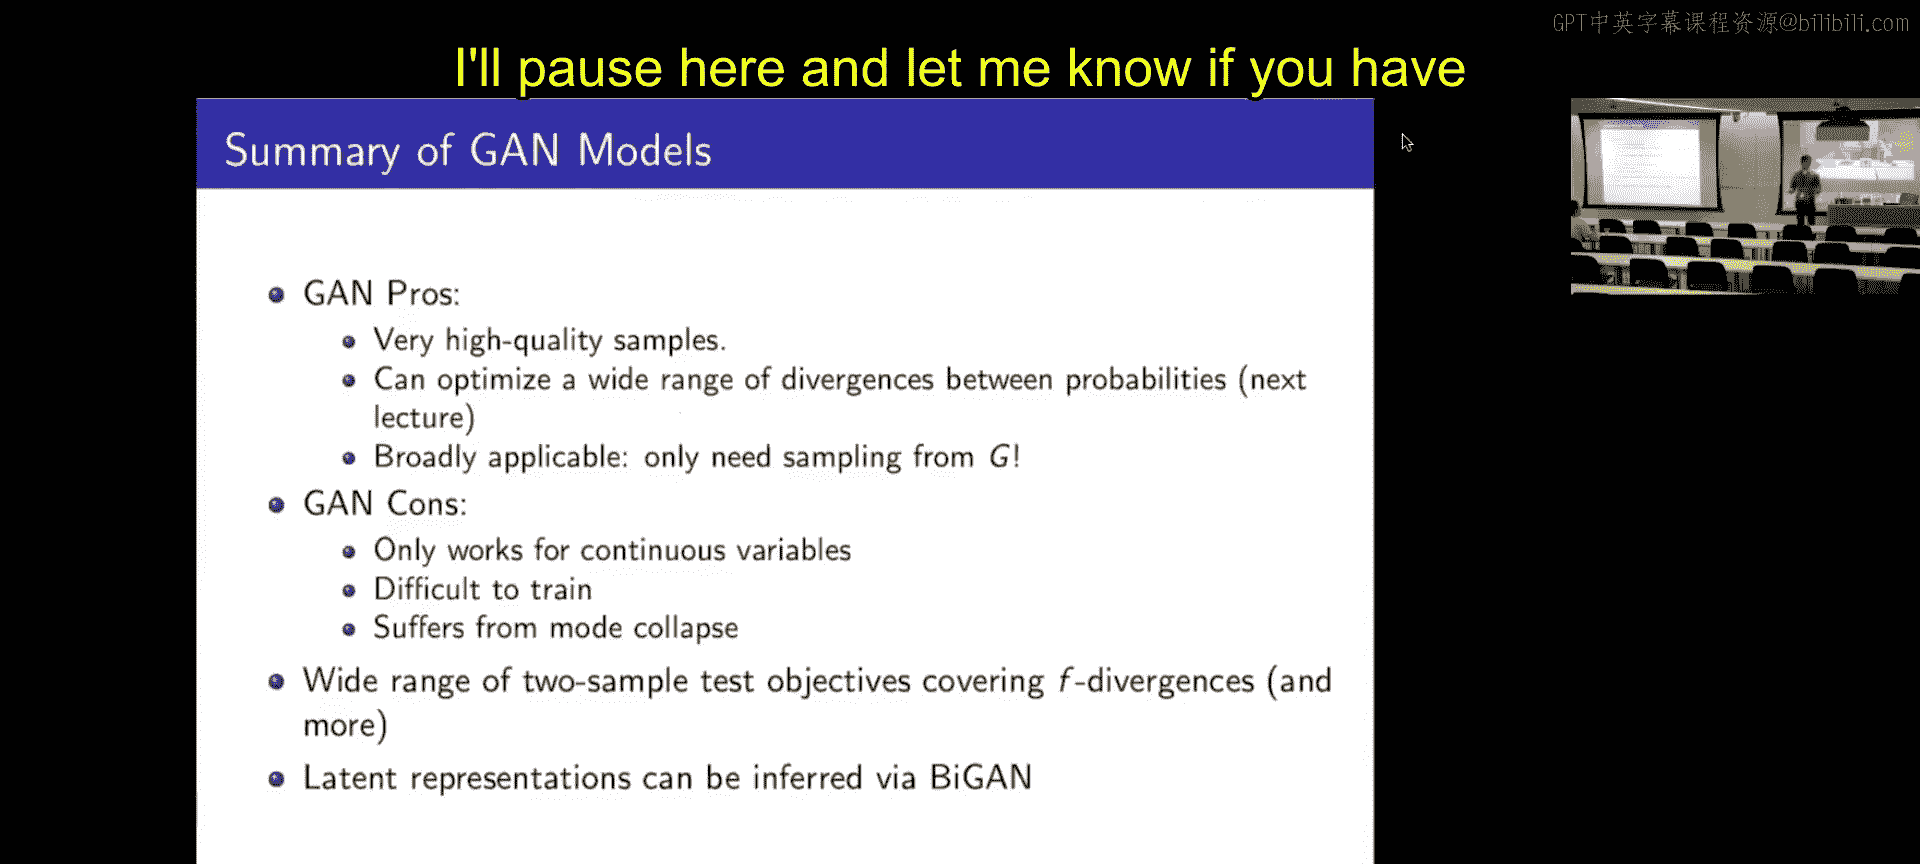 GPT中英字幕课程资源@bilibili.com
I'll pause here and let me know if you have
Summary of GAN Models
GAN Pros:
Very high-quality samples.
Can optimize a wide range of divergences between probabilities (next
lecture)
Broadly applicable: only need sampling from G!
GAN Cons:
Only works for continuous variables
Difficult to train
Suffers from mode collapse
Wide range of two-sample test objectives covering f-divergences (and
more)
Latent representations can be inferred via BiGAN